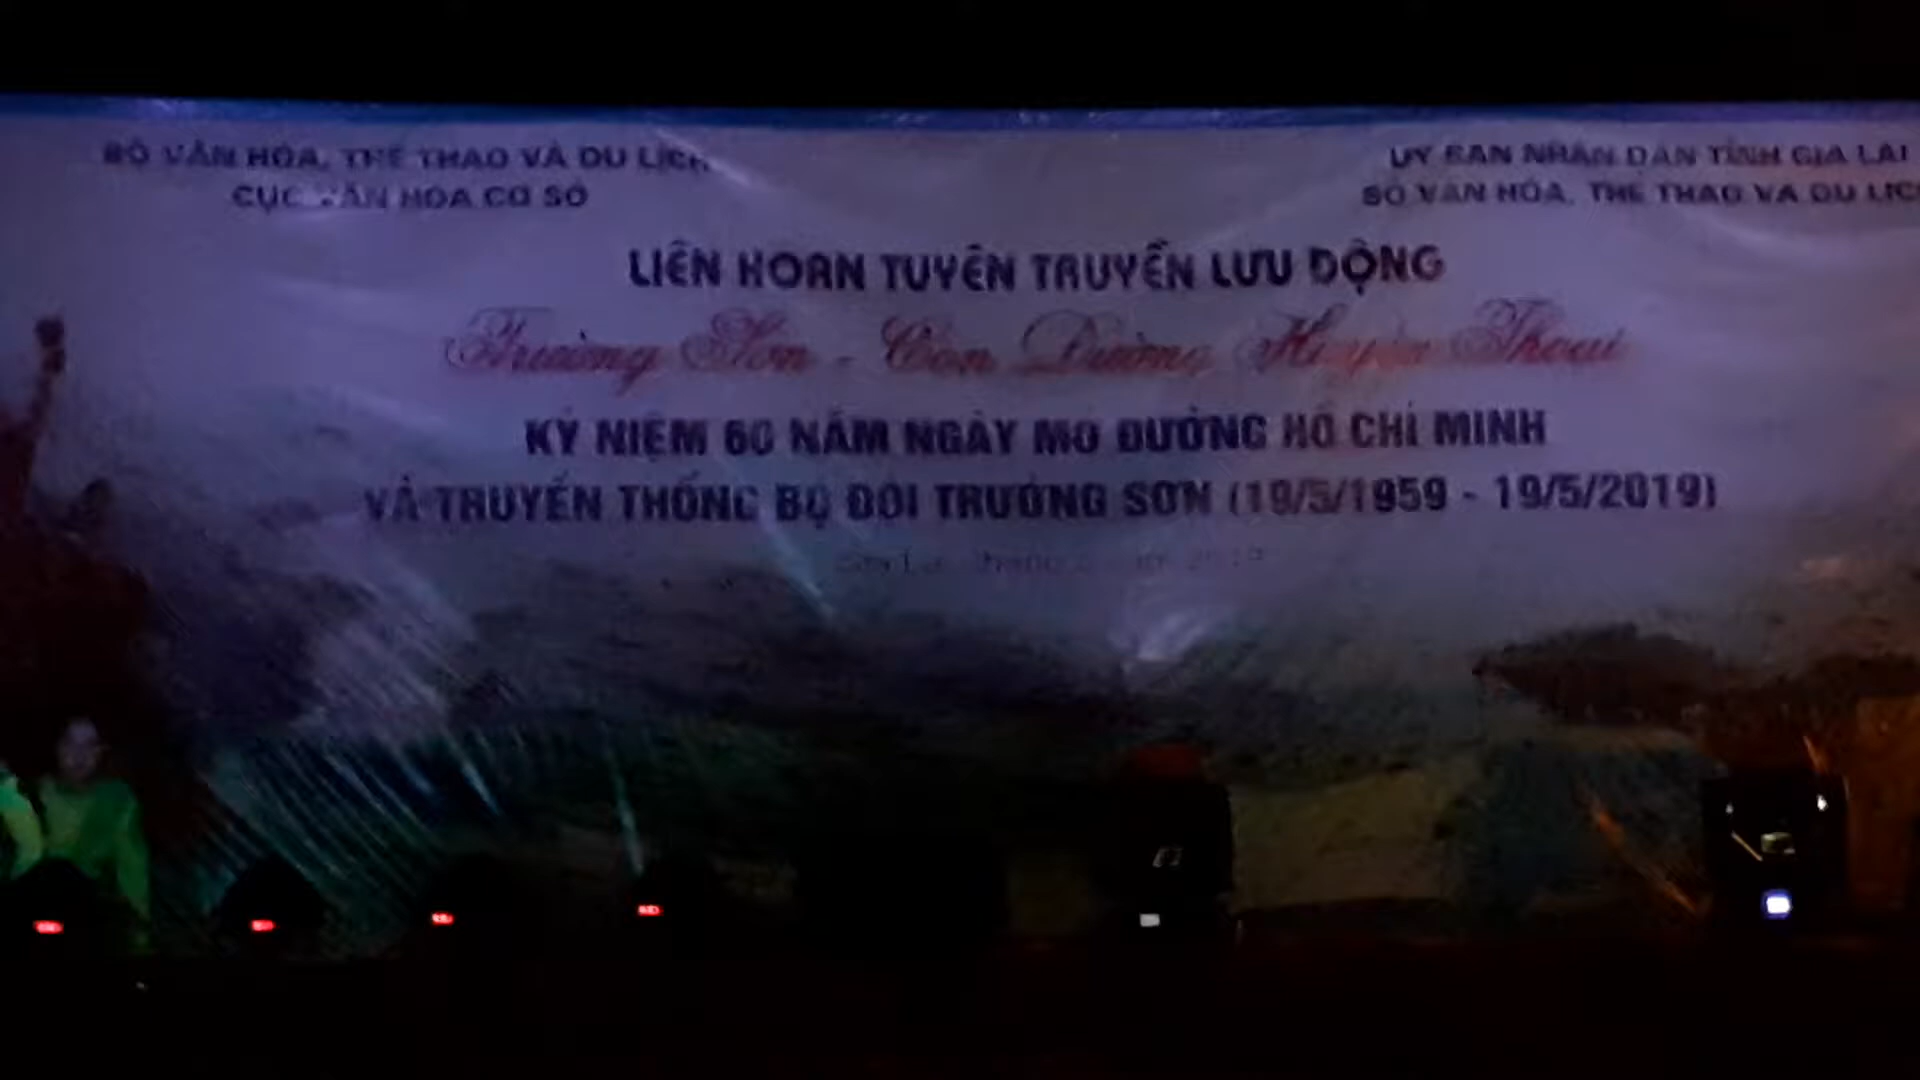 BỘ VĂN HÓA, THỂ THAO VÀ DU LỊCH
CỤC VĂN HÓA CƠ SỞ
ỦY BAN NHÂN DÂN TỈNH GIA LAI
SỞ VĂN HÓA, THỂ THAO VÀ DU LỊC
LIÊN HOAN TUYÊN TRUYỀN LƯU ĐỘNG
Trường Sơn - Con Đường Huyền Thoại
KỶ NIỆM 60 NĂM NGÀY MỞ ĐƯỜNG HỒ CHÍ MINH
VÀ TRUYỀN THỐNG BỘ ĐỘI TRƯỜNG SƠN (19/5/1959 - 19/5/2019)